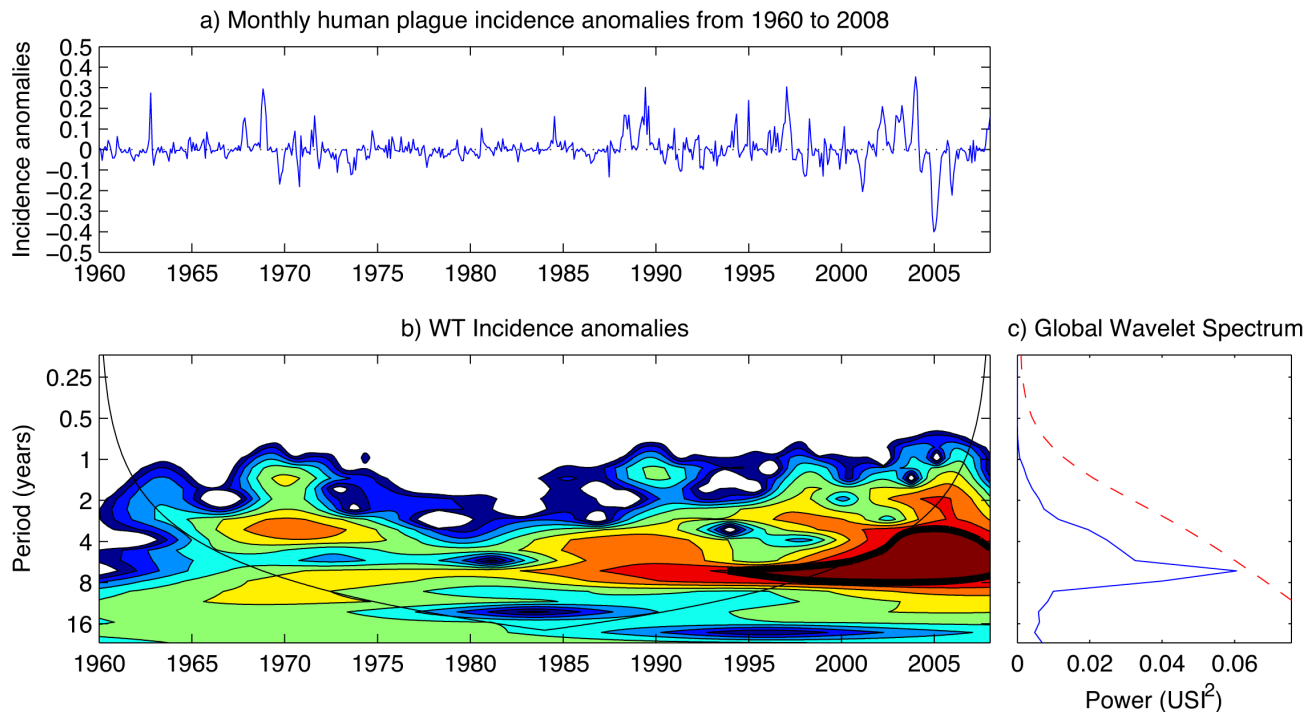 a) Monthly human plague incidence anomalies from 1960 to 2008
Incidence anomalies
0.5
0.4
0.3
0.2
0.1
0
−0.1
−0.2
−0.3
−0.4
0.5
1960 1965 1970 1975 1980 1985 1990 1995 2000 2005
b) WT Incidence anomalies
Period (years)
0.25
0.5
1
2
4
8
16
1960 1965 1970 1975 1980 1985 1990 1995 2000 2005
c) Global Wavelet Spectrum
0 0.02 0.04 0.06
Power (USI²)